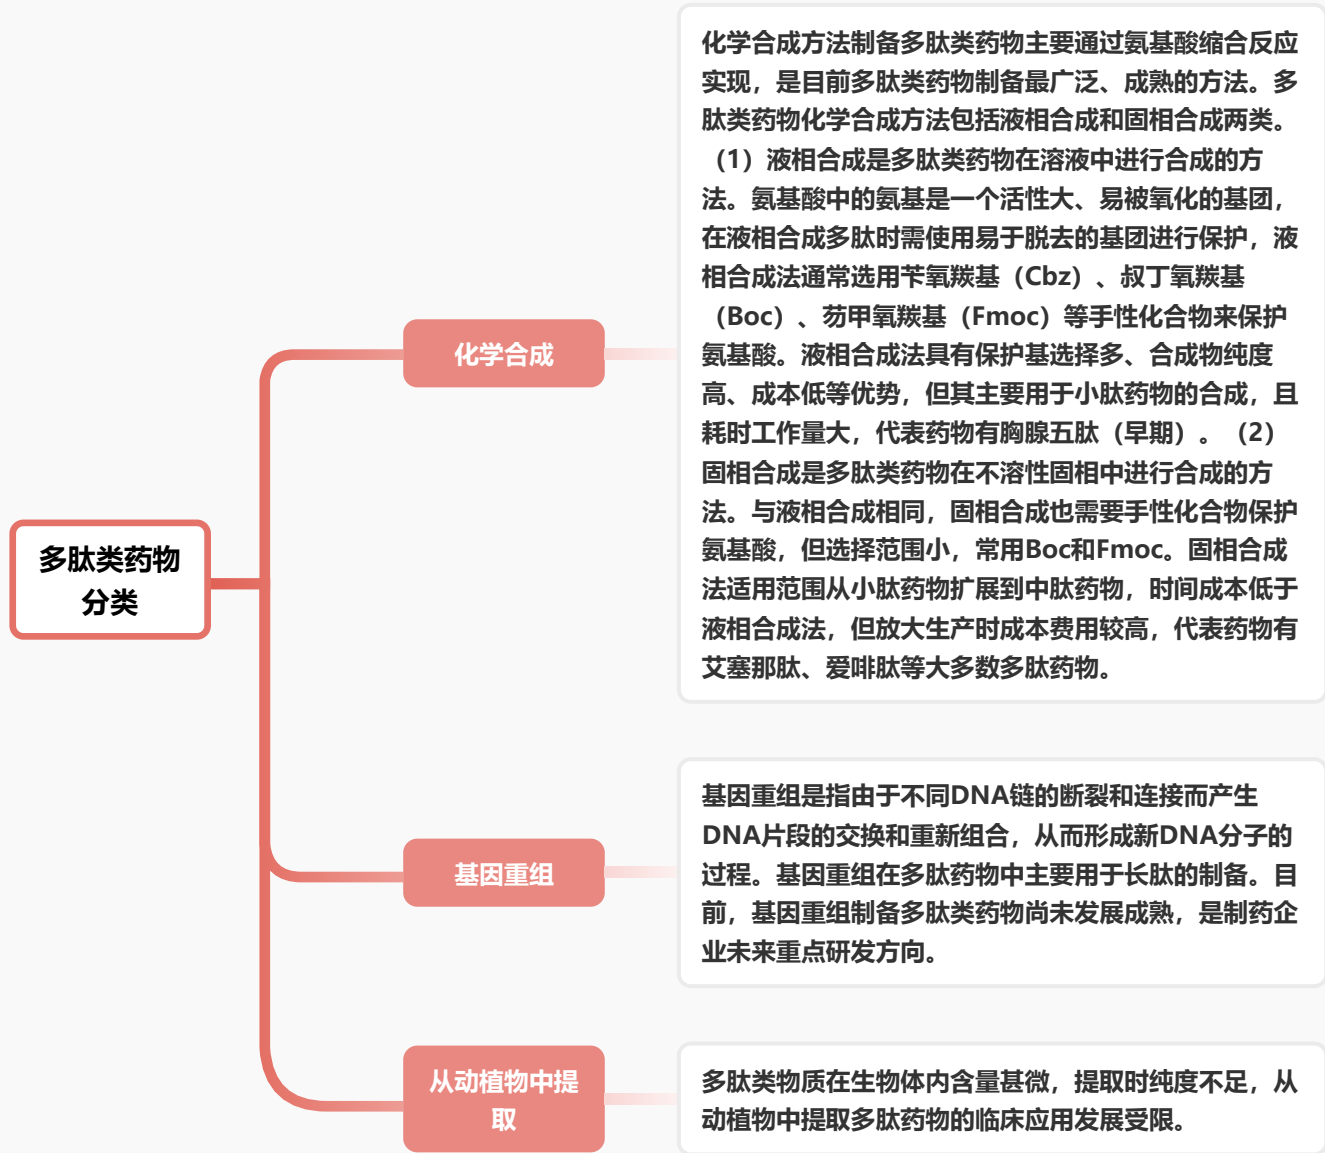 多肽类药物
分类
化学合成
化学合成方法制备多肽类药物主要通过氨基酸缩合反应
实现，是目前多肽类药物制备最广泛、成熟的方法。多
肽类药物化学合成方法包括液相合成和固相合成两类。
（1）液相合成是多肽类药物在溶液中进行合成的方
法。氨基酸中的氨基是一个活性大、易被氧化的基团，
在液相合成多肽时需使用易于脱去的基团进行保护，液
相合成法通常选用苄氧羰基（Cbz）、叔丁氧羰基
（Boc）、芴甲氧羰基（Fmoc）等手性化合物来保护
氨基酸。液相合成法具有保护基选择多、合成物纯度
高、成本低等优势，但其主要用于小肽药物的合成，且
耗时工作量大，代表药物有胸腺五肽（早期）。（2）
固相合成是多肽类药物在不溶性固相中进行合成的方
法。与液相合成相同，固相合成也需要手性化合物保护
氨基酸，但选择范围小，常用Boc和Fmoc。固相合成
法适用范围从小肽药物扩展到中肽药物，时间成本低于
液相合成法，但放大生产时成本费用较高，代表药物有
艾塞那肽、爱啡肽等大多数多肽药物。
基因重组
基因重组是指由于不同DNA链的断裂和连接而产生
DNA片段的交换和重新组合，从而形成新DNA分子的
过程。基因重组在多肽药物中主要用于长肽的制备。目
前，基因重组制备多肽类药物尚未发展成熟，是制药企
业未来重点研发方向。
从动植物中提
取
多肽类物质在生物体内含量甚微，提取时纯度不足，从
动植物中提取多肽药物的临床应用发展受限。